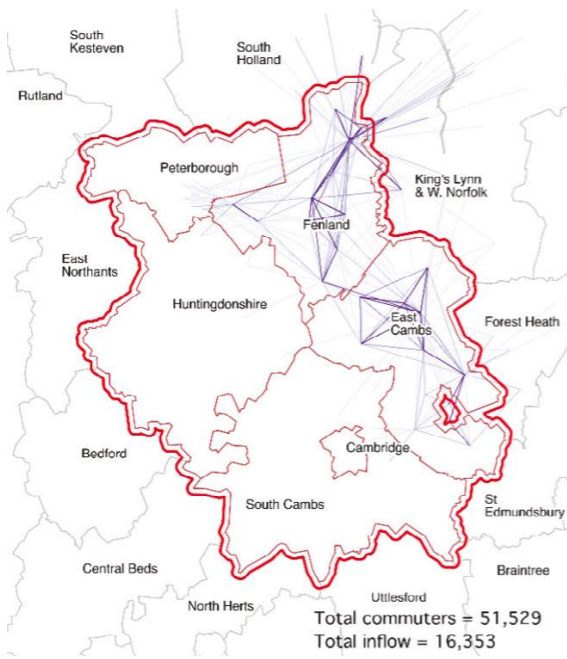 South
Kesteven
South
Holland
Rutland
Peterborough
King's Lynn
& W. Norfolk
Fenland
East
Northants
Huntingdonshire
East
Cambs
Forest Heath
Bedford
Cambridge
South Cambs
St
Edmundsbury
Central Beds
Braintree
North Herts
Uttlesford
Total commuters = 51,529
Total inflow = 16,353